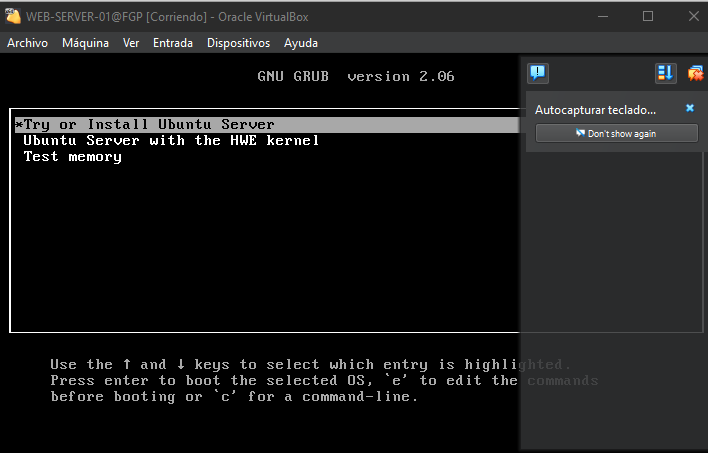 WEB-SERVER-01@FGP [Corriendo] - Oracle VirtualBox
Archivo Máquina Ver Entrada Dispositivos Ayuda
GNU GRUB version 2.06
*Try or Install Ubuntu Server
Ubuntu Server with the HWE kernel
Test memory
Autocapturar teclado...
Don't show again
Use the ↑ and ↓ keys to select which entry is highlighted.
Press enter to boot the selected OS, `e' to edit the commands
before booting or `c' for a command-line.